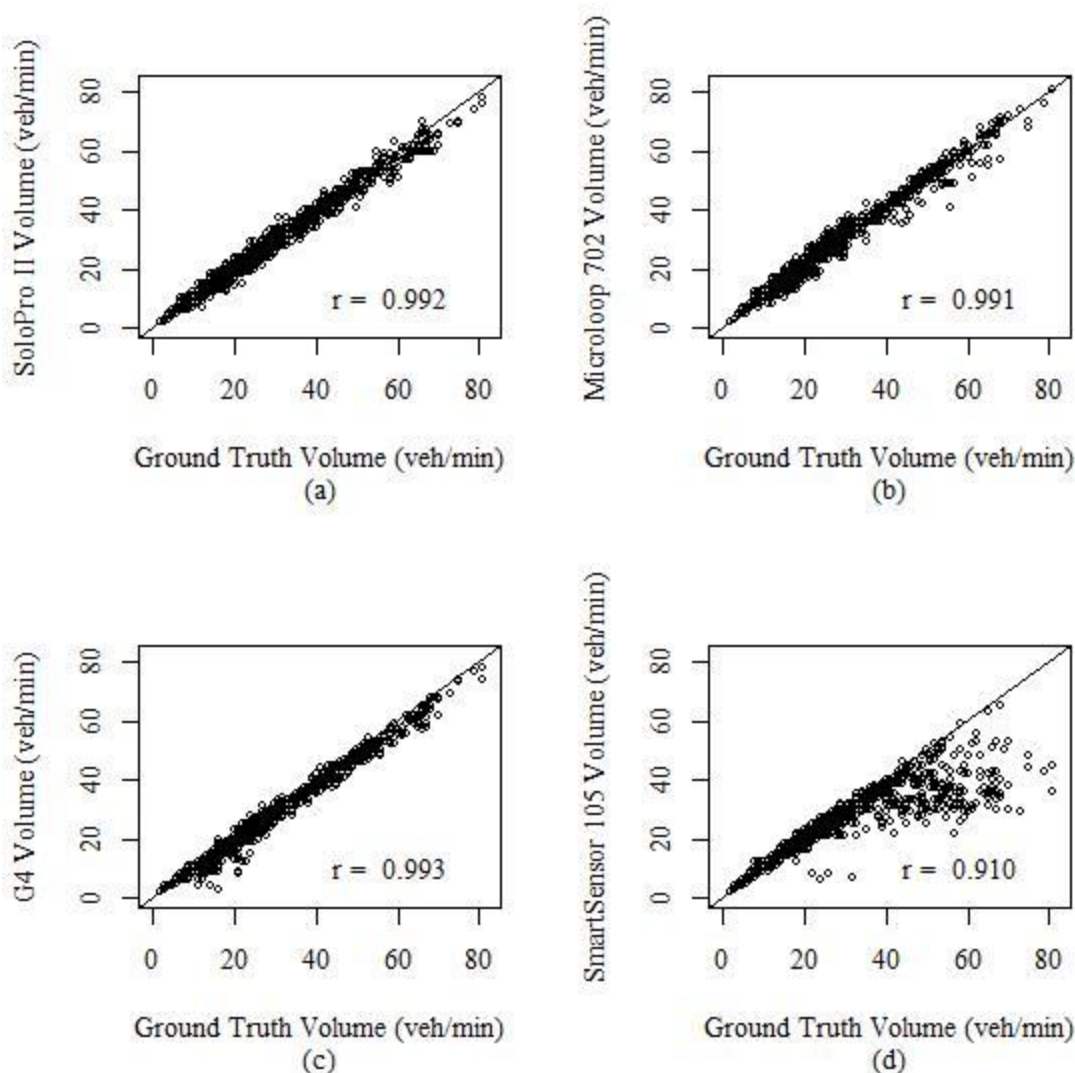 SoloPro II Volume (veh/min)
80
60
40
20
0
r = 0.992
0 20 40 60 80
Ground Truth Volume (veh/min)
(a)
Microloop 702 Volume (veh/min)
80
60
40
20
0
r = 0.991
0 20 40 60 80
Ground Truth Volume (veh/min)
(b)
G4 Volume (veh/min)
80
60
40
20
0
r = 0.993
0 20 40 60 80
Ground Truth Volume (veh/min)
(c)
SmartSensor 105 Volume (veh/min)
80
60
40
20
0
r = 0.910
0 20 40 60 80
Ground Truth Volume (veh/min)
(d)